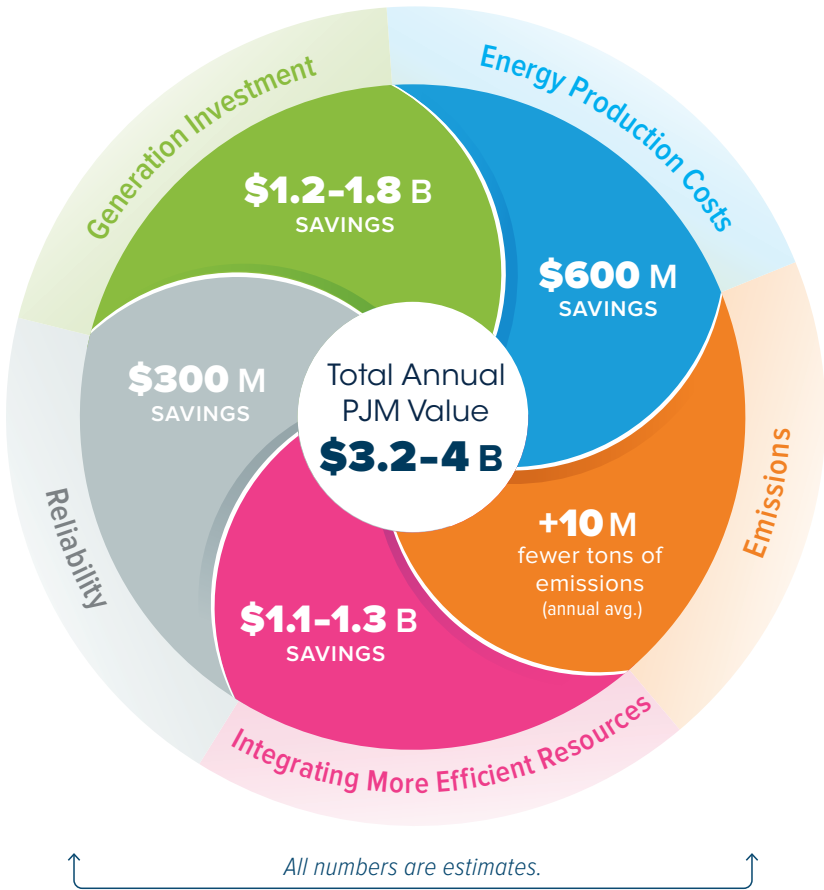 Generation Investment
$1.2–1.8 B
SAVINGS
Energy Production Costs
$600 M
SAVINGS
Emissions
+10 M
fewer tons of
emissions
(annual avg.)
Integrating More Efficient Resources
$1.1–1.3 B
SAVINGS
Reliability
$300 M
SAVINGS
Total Annual
PJM Value
$3.2–4 B
All numbers are estimates.